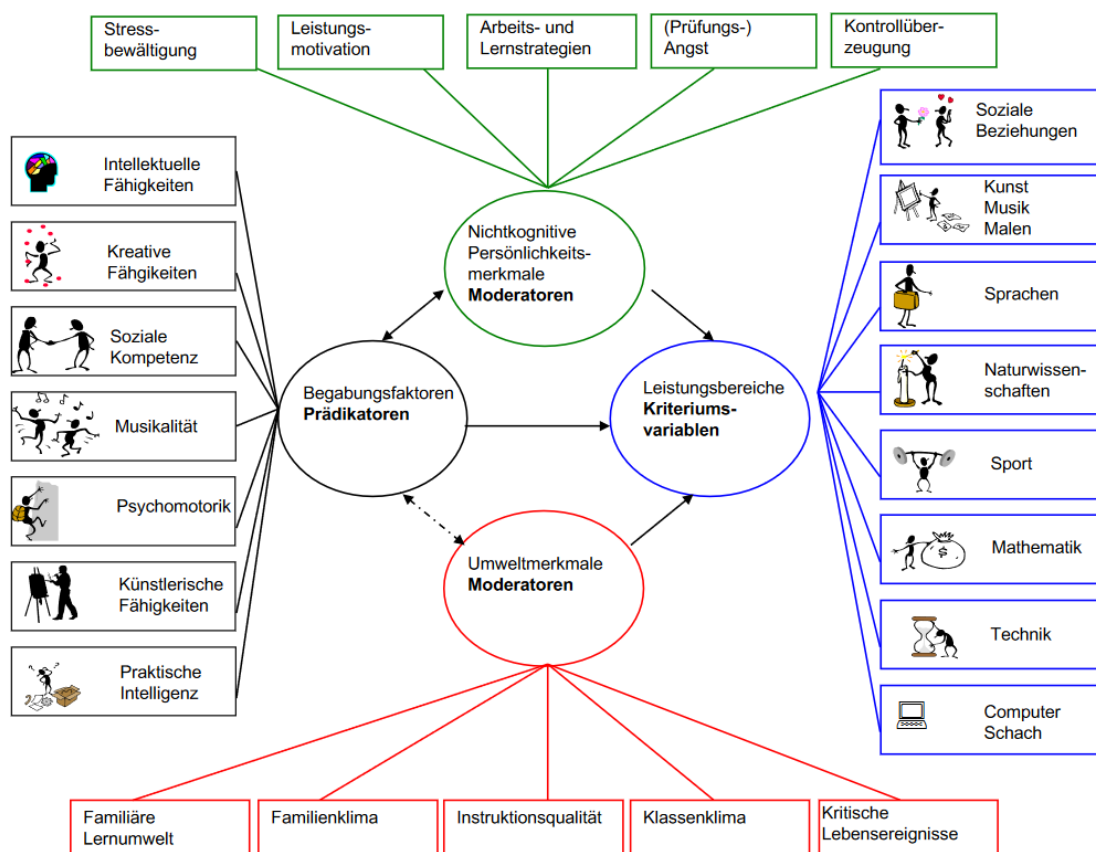 Stress-
bewältigung
Leistungs-
motivation
Arbeits- und
Lernstrategien
(Prüfungs-)
Angst
Kontrollüber-
zeugung
Intellektuelle
Fähigkeiten
Kreative
Fähgikeiten
Soziale
Kompetenz
Musikalität
Psychomotorik
Künstlerische
Fähigkeiten
Praktische
Intelligenz
Nichtkognitive
Persönlichkeits-
merkmale
Moderatoren
Begabungsfaktoren
Prädikatoren
Leistungsbereiche
Kriteriums-
variablen
Umweltmerkmale
Moderatoren
Soziale
Beziehungen
Kunst
Musik
Malen
Sprachen
Naturwissen-
schaften
Sport
$
Mathematik
Technik
Computer
Schach
Familiäre
Lernumwelt
Familienklima
Instruktionsqualität
Klassenklima
Kritische
Lebensereignisse